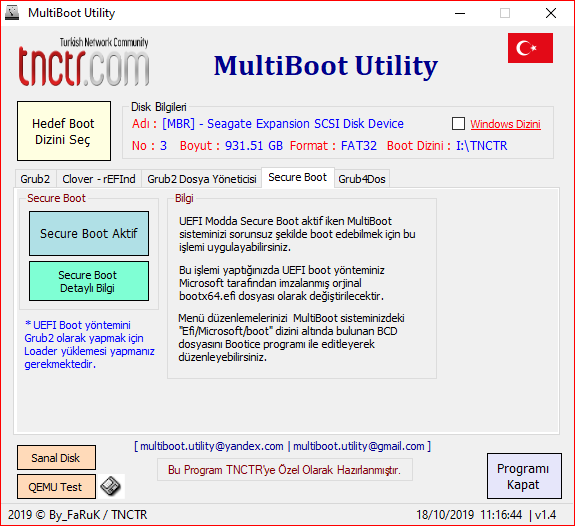 MultiBoot Utility
Turkish Network Community
tnctr.com
MultiBoot Utility
Hedef Boot
Dizini Seç
Disk Bilgileri
Adı : [MBR] - Seagate Expansion SCSI Disk Device
Windows Dizini
No : 3 Boyut : 931.51 GB Format : FAT32 Boot Dizini : I:\TNCTR
Grub2
Clover - rEFInd
Grub2 Dosya Yöneticisi
Secure Boot
Grub4Dos
Secure Boot
Secure Boot Aktif
Secure Boot
Detaylı Bilgi
* UEFI Boot yöntemini
Grub2 olarak yapmak için
Loader yüklemesi yapmanız
gerekmektedir.
Bilgi
UEFI Modda Secure Boot aktif iken MultiBoot
sisteminizi sorunsuz şekilde boot edebilmek için bu
işlemi uygulayabilirsiniz.
Bu işlemi yaptığınızda UEFI boot yönteminiz
Microsoft tarafından imzalanmış orjinal
bootx64.efi dosyası olarak değiştirilecektir.
Menü düzenlemelerinizi MultiBoot sisteminizdeki
"Efi/Microsoft/boot" dizini altında bulunan BCD
dosyasını Bootice programı ile editleyerek
düzenleyebilirsiniz.
Sanal Disk
QEMU Test
[ multiboot.utility@yandex.com | multiboot.utility@gmail.com ]
Bu Program TNCTR'ye Özel Olarak Hazırlanmıştır.
Programı
Kapat
2019 © By_FaRuK / TNCTR
18/10/2019 11:16:44 | v1.4